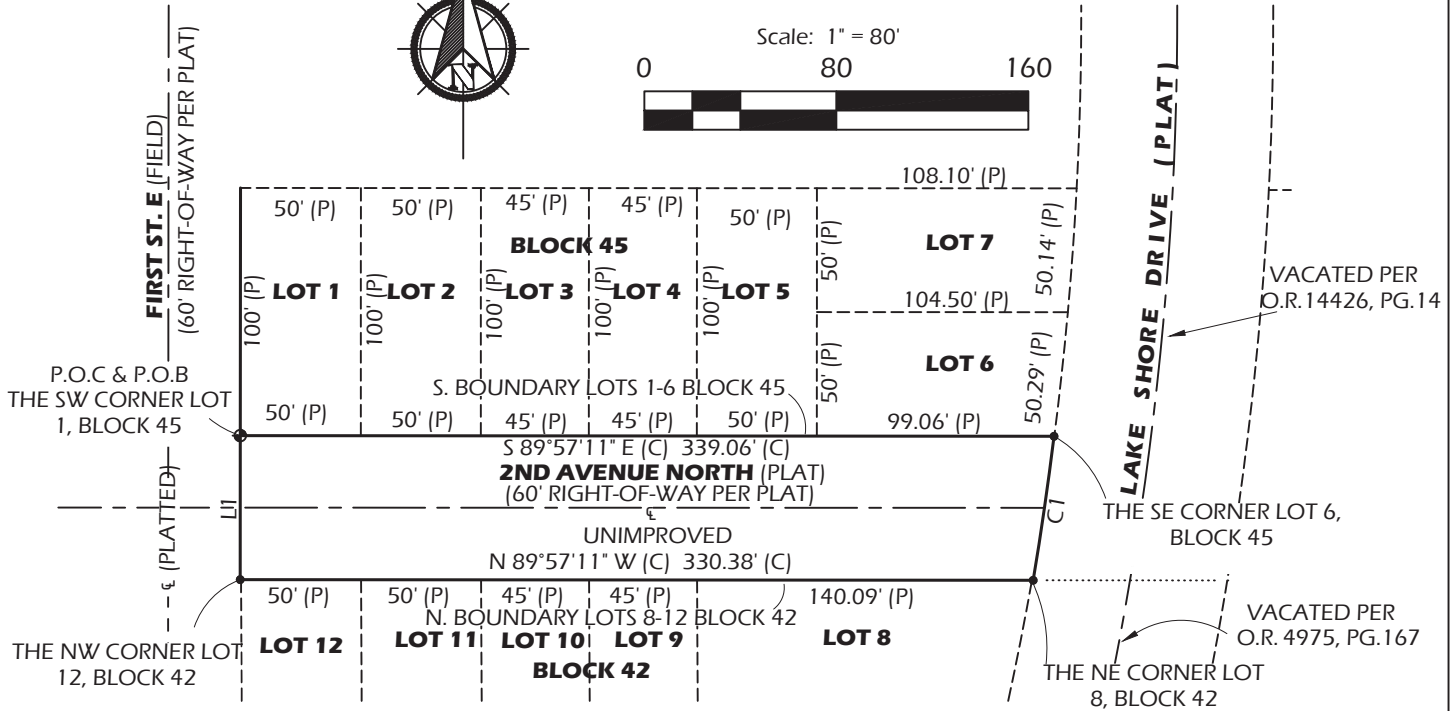 Scale: 1" = 80'
0 80 160
N
FIRST ST. E (FIELD)
(60' RIGHT-OF-WAY PER PLAT)
108.10' (P)
50' (P) 50' (P) 45' (P) 45' (P) 50' (P)
BLOCK 45
50' (P)
LOT 7
50.14' (P)
LAKE SHORE DRIVE (PLAT)
VACATED PER
O.R.14426, PG.14
100' (P)
LOT 1
100' (P)
LOT 2
100' (P)
LOT 3
100' (P)
LOT 4
100' (P)
LOT 5
104.50' (P)
50' (P)
LOT 6
50.29' (P)
P.O.C & P.O.B
THE SW CORNER LOT
1, BLOCK 45
S. BOUNDARY LOTS 1-6 BLOCK 45
50' (P) 50' (P) 45' (P) 45' (P) 50' (P) 99.06' (P)
S 89°57'11" E (C) 339.06' (C)
2ND AVENUE NORTH (PLAT)
(60' RIGHT-OF-WAY PER PLAT)
℄
UNIMPROVED
N 89°57'11" W (C) 330.38' (C)
L1
C1
℄ (PLATTED)
THE SE CORNER LOT 6,
BLOCK 45
50' (P) 50' (P) 45' (P) 45' (P) 140.09' (P)
N. BOUNDARY LOTS 8-12 BLOCK 42
LOT 12 LOT 11 LOT 10 LOT 9 LOT 8
BLOCK 42
THE NW CORNER LOT
12, BLOCK 42
VACATED PER
O.R. 4975, PG.167
THE NE CORNER LOT
8, BLOCK 42